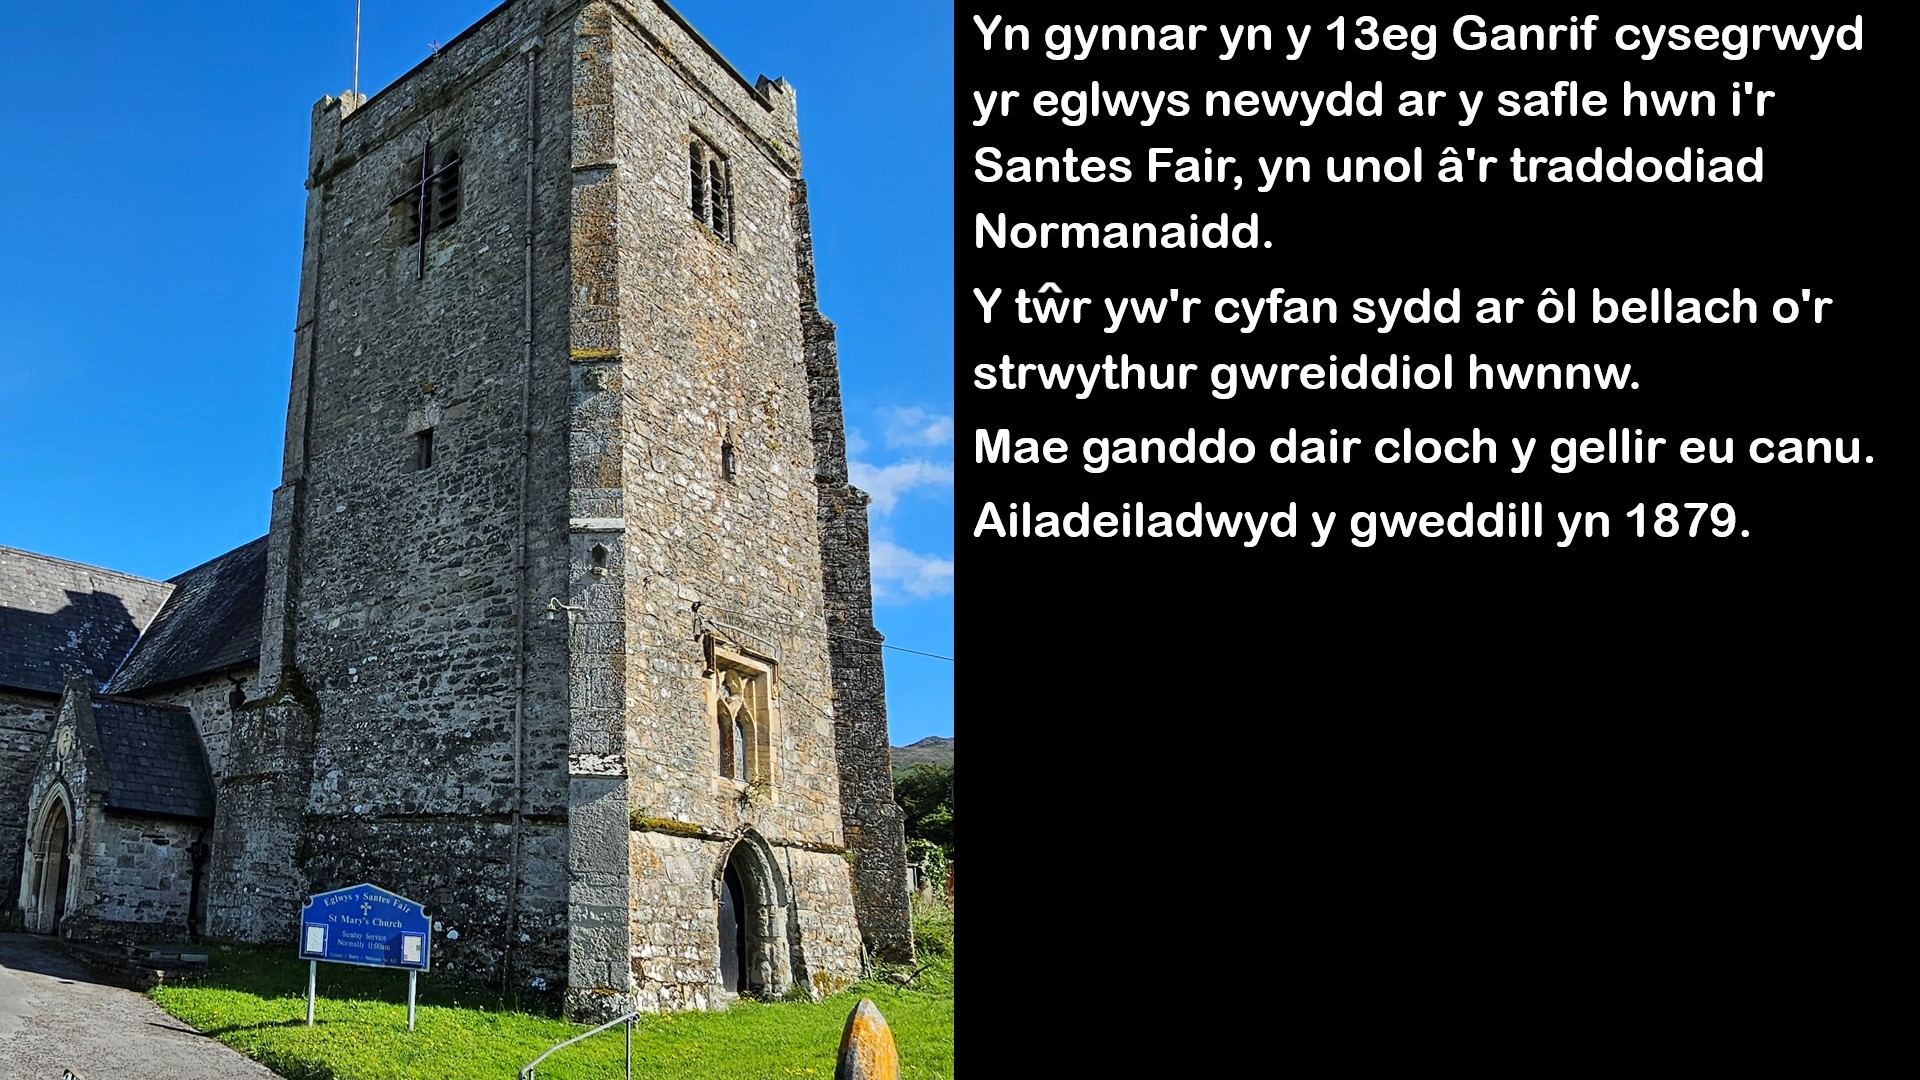 Yn gynnar yn y 13eg Ganrif cysegrwyd
yr eglwys newydd ar y safle hwn i'r
Santes Fair, yn unol â'r traddodiad
Normanaidd.
Y tŵr yw'r cyfan sydd ar ôl bellach o'r
strwythur gwreiddiol hwnnw.
Mae ganddo dair cloch y gellir eu canu.
Ailadeiladwyd y gweddill yn 1879.
Eglwys y Santes Fair
St Mary's Church
Sunday Service
Normally 11:00am